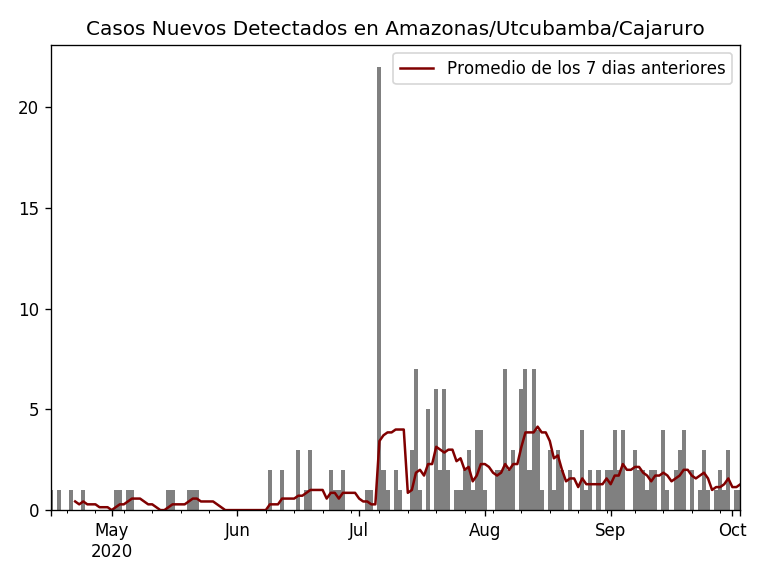 Casos Nuevos Detectados en Amazonas/Utcubamba/Cajaruro
Promedio de los 7 dias anteriores
20
15
10
5
0
May Jun Jul Aug Sep Oct
2020